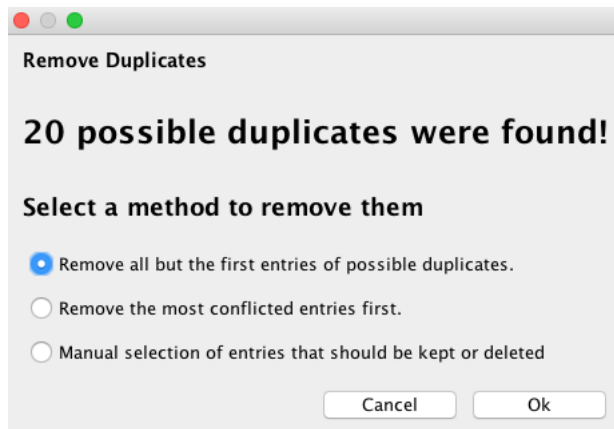 Remove Duplicates
20 possible duplicates were found!
Select a method to remove them
Remove all but the first entries of possible duplicates.
Remove the most conflicted entries first.
Manual selection of entries that should be kept or deleted
Cancel Ok